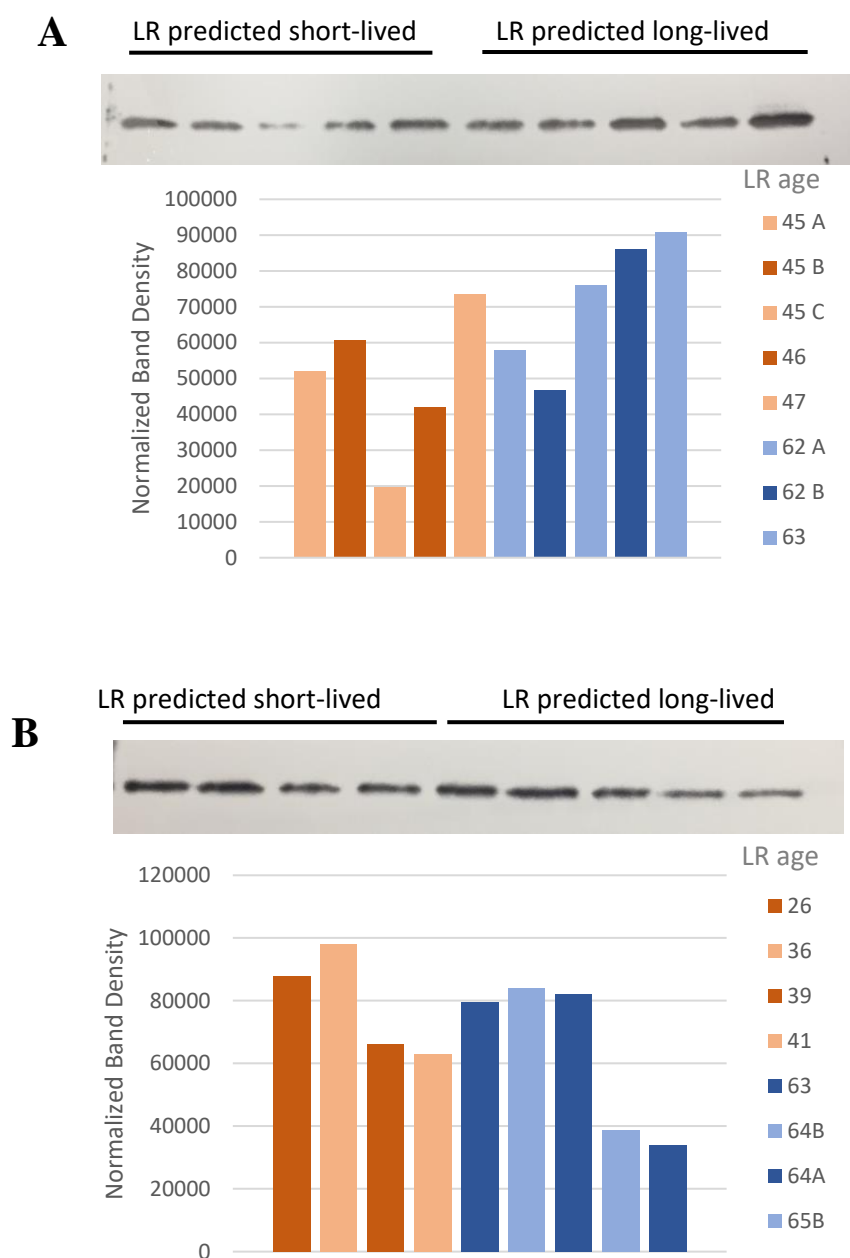 A
LR predicted short-lived LR predicted long-lived
LR age
100000
90000
80000
70000
60000
50000
40000
30000
20000
10000
0
Normalized Band Density
45 A
45 B
45 C
46
47
62 A
62 B
63
LR predicted short-lived LR predicted long-lived
B
LR age
120000
100000
80000
60000
40000
20000
0
Normalized Band Density
26
36
39
41
63
64B
64A
65B